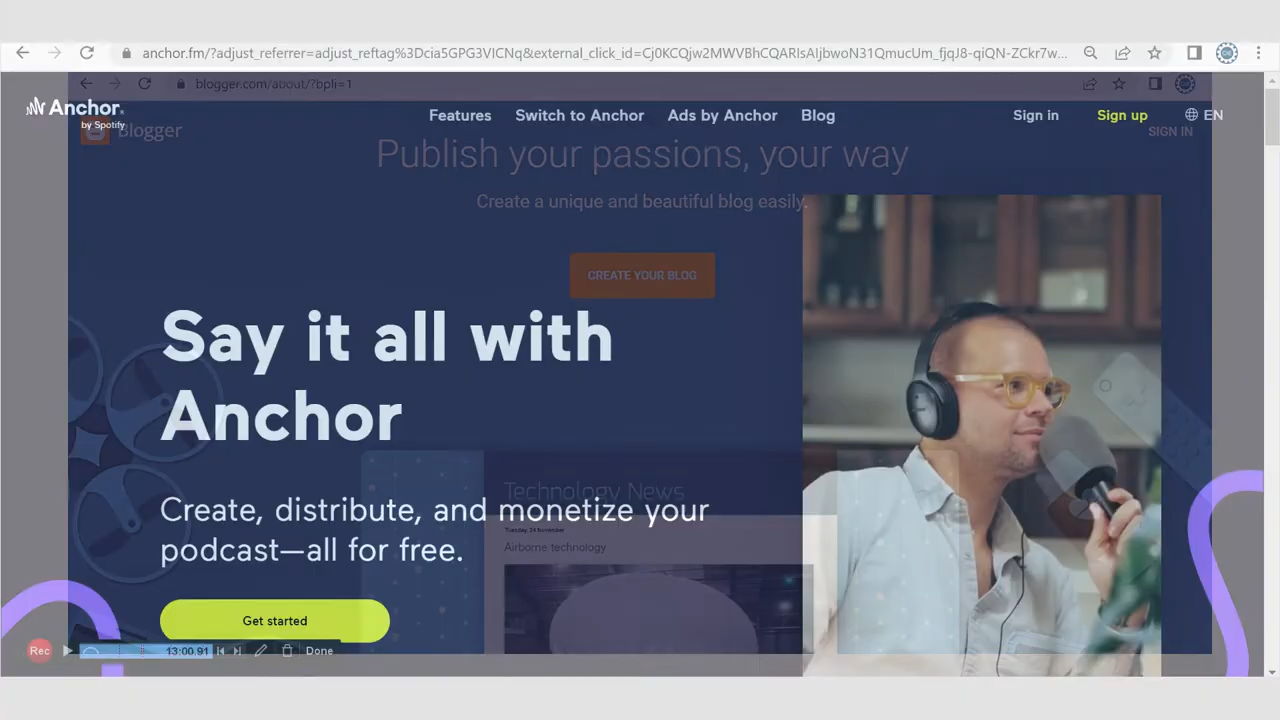 anchor.fm/?adjust_referrer=adjust_reftag%3Dcia5GPG3VICNq&external_click_id=Cj0KCQjw2MWVBhCQARIsAIjbwoN31QmucUm_fjqJ8-qiQN-ZCkr7w...
blogger.com/about/?bpli=1
Anchor
by Spotify
Features Switch to Anchor Ads by Anchor Blog Sign in Sign up EN
Blogger
SIGN IN
Publish your passions, your way
Create a unique and beautiful blog easily.
CREATE YOUR BLOG
Say it all with
Anchor
Technology News
Create, distribute, and monetize your
podcast—all for free.
Tuesday, 24 November
Airborne technology
Get started
Rec 13:00.91 Done